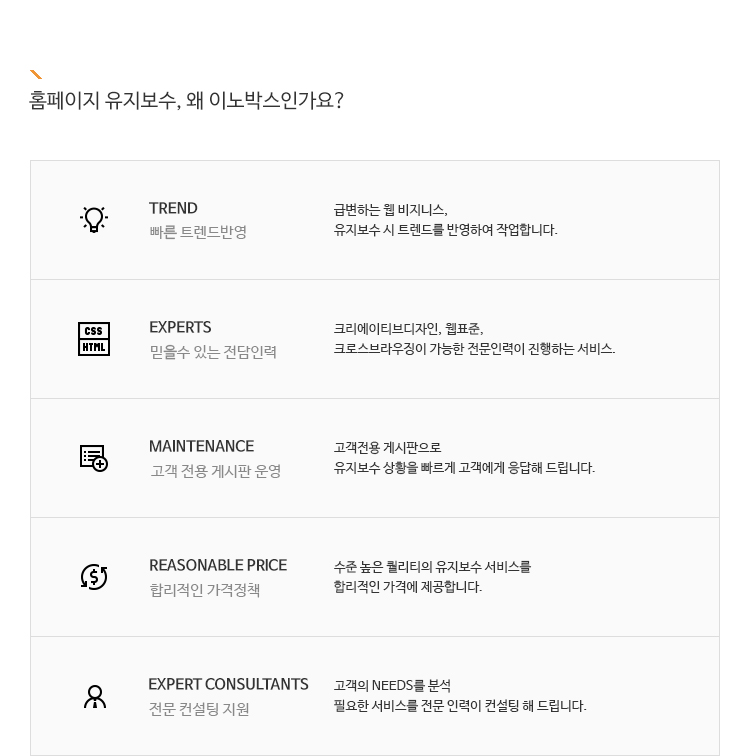 홈페이지 유지보수, 왜 이노박스인가요?
TREND
빠른 트렌드반영
급변하는 웹 비지니스,
유지보수 시 트렌드를 반영하여 작업합니다.
CSS
HTML
EXPERTS
믿을수 있는 전담인력
크리에이티브디자인, 웹표준,
크로스브라우징이 가능한 전문인력이 진행하는 서비스.
MAINTENANCE
고객 전용 게시판 운영
고객전용 게시판으로
유지보수 상황을 빠르게 고객에게 응답해 드립니다.
REASONABLE PRICE
합리적인 가격정책
수준 높은 퀄리티의 유지보수 서비스를
합리적인 가격에 제공합니다.
EXPERT CONSULTANTS
전문 컨설팅 지원
고객의 NEEDS를 분석
필요한 서비스를 전문 인력이 컨설팅 해 드립니다.